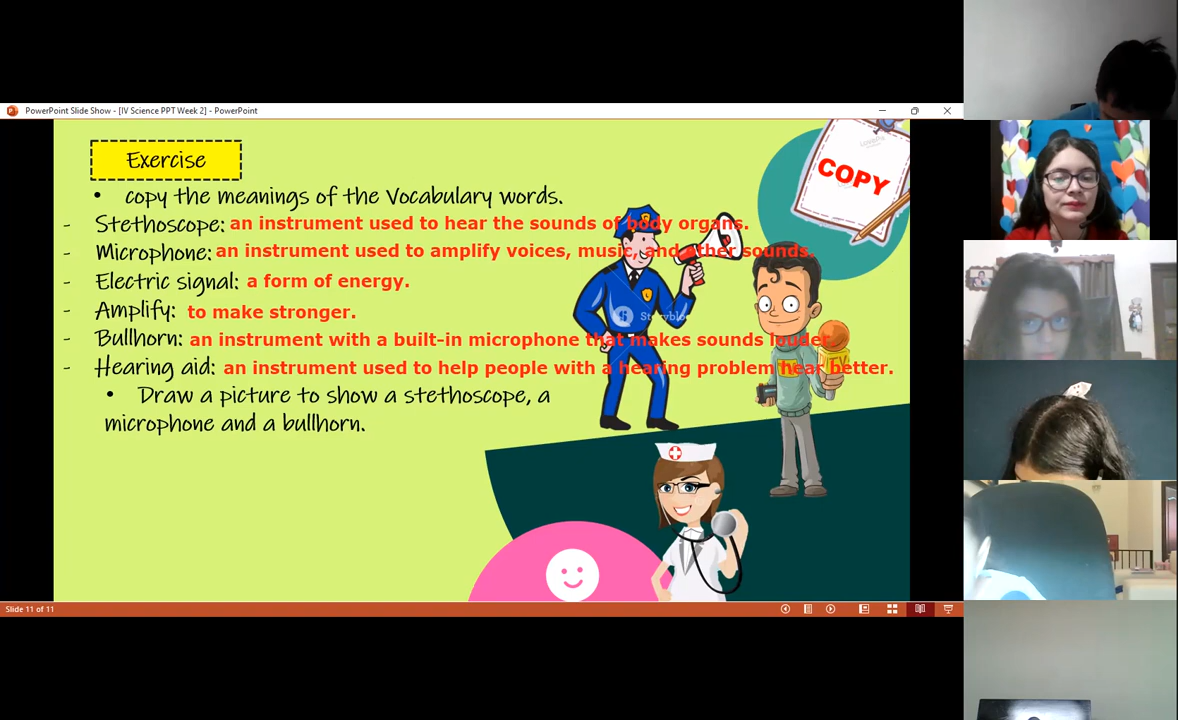 PowerPoint Slide Show - [IV Science PPT Week 2] - PowerPoint
Exercise
COPY
• copy the meanings of the Vocabulary words.
- Stethoscope: an instrument used to hear the sounds of body organs.
- Microphone: an instrument used to amplify voices, music, and other sounds.
- Electric signal: a form of energy.
- Amplify: to make stronger.
- Bullhorn: an instrument with a built-in microphone that makes sounds louder.
- Hearing aid: an instrument used to help people with a hearing problem hear better.
• Draw a picture to show a stethoscope, a
microphone and a bullhorn.
TV
Slide 11 of 11